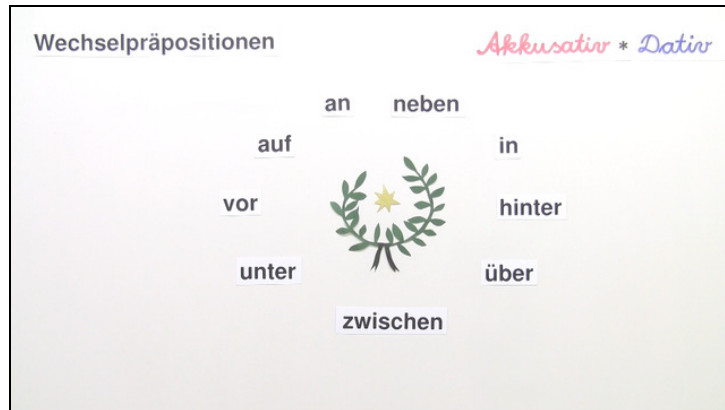 Wechselpräpositionen
Akkusativ * Dativ
an neben
auf in
vor hinter
unter über
zwischen